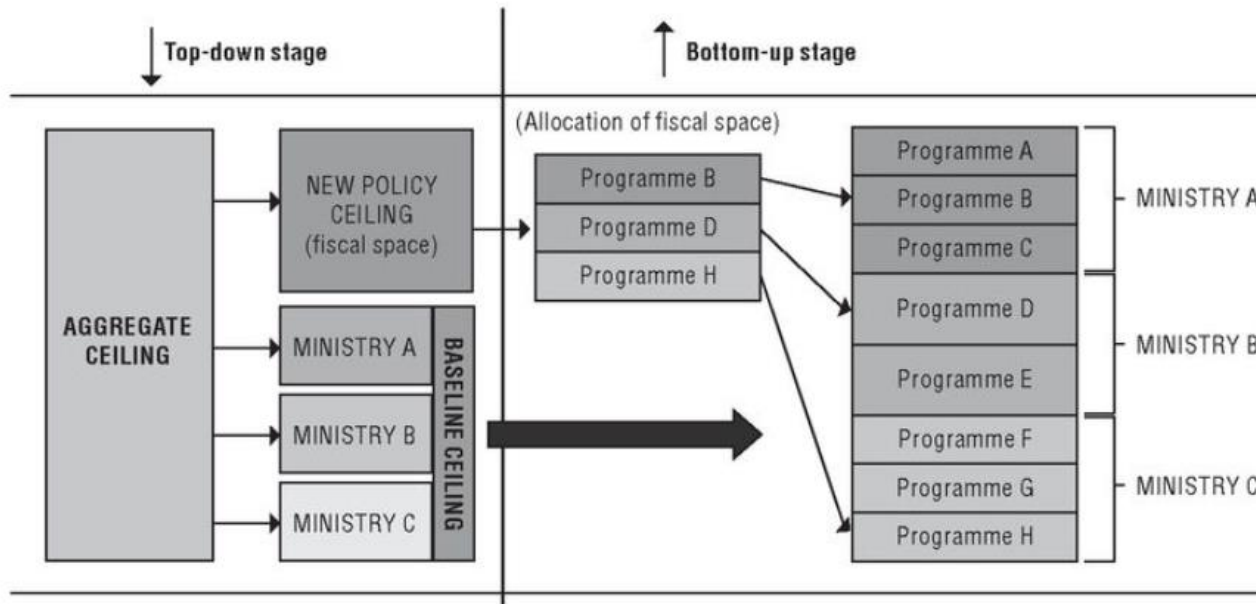 Top-down stage
Bottom-up stage
AGGREGATE
CEILING
NEW POLICY
CEILING
(fiscal space)
MINISTRY A
MINISTRY B
MINISTRY C
BASELINE CEILING
(Allocation of fiscal space)
Programme B
Programme D
Programme H
Programme A
Programme B
Programme C
Programme D
Programme E
Programme F
Programme G
Programme H
MINISTRY A
MINISTRY B
MINISTRY C